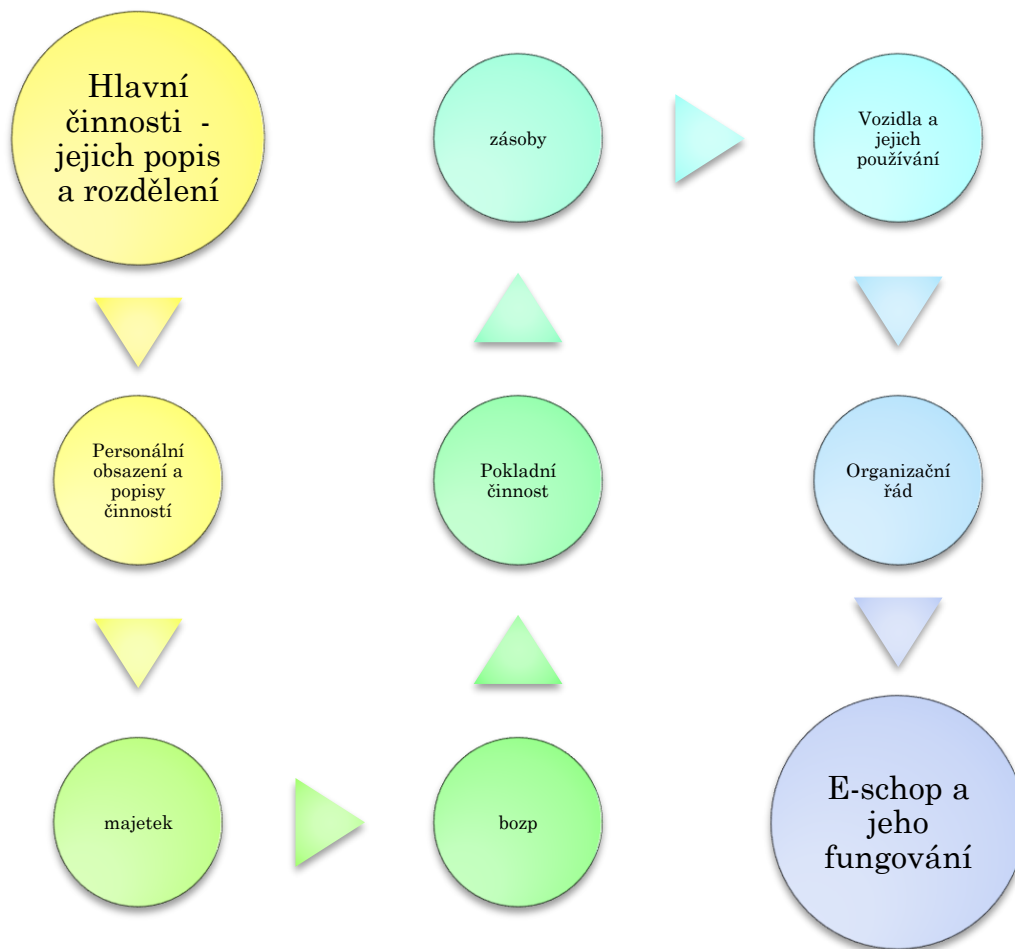 Hlavní
činnosti -
jejich popis
a rozdělení
Personální
obsazení a
popisy
činností
majetek
bozp
Pokladní
činnost
zásoby
Vozidla a
jejich
používání
Organizační
řád
E-schop a
jeho
fungování